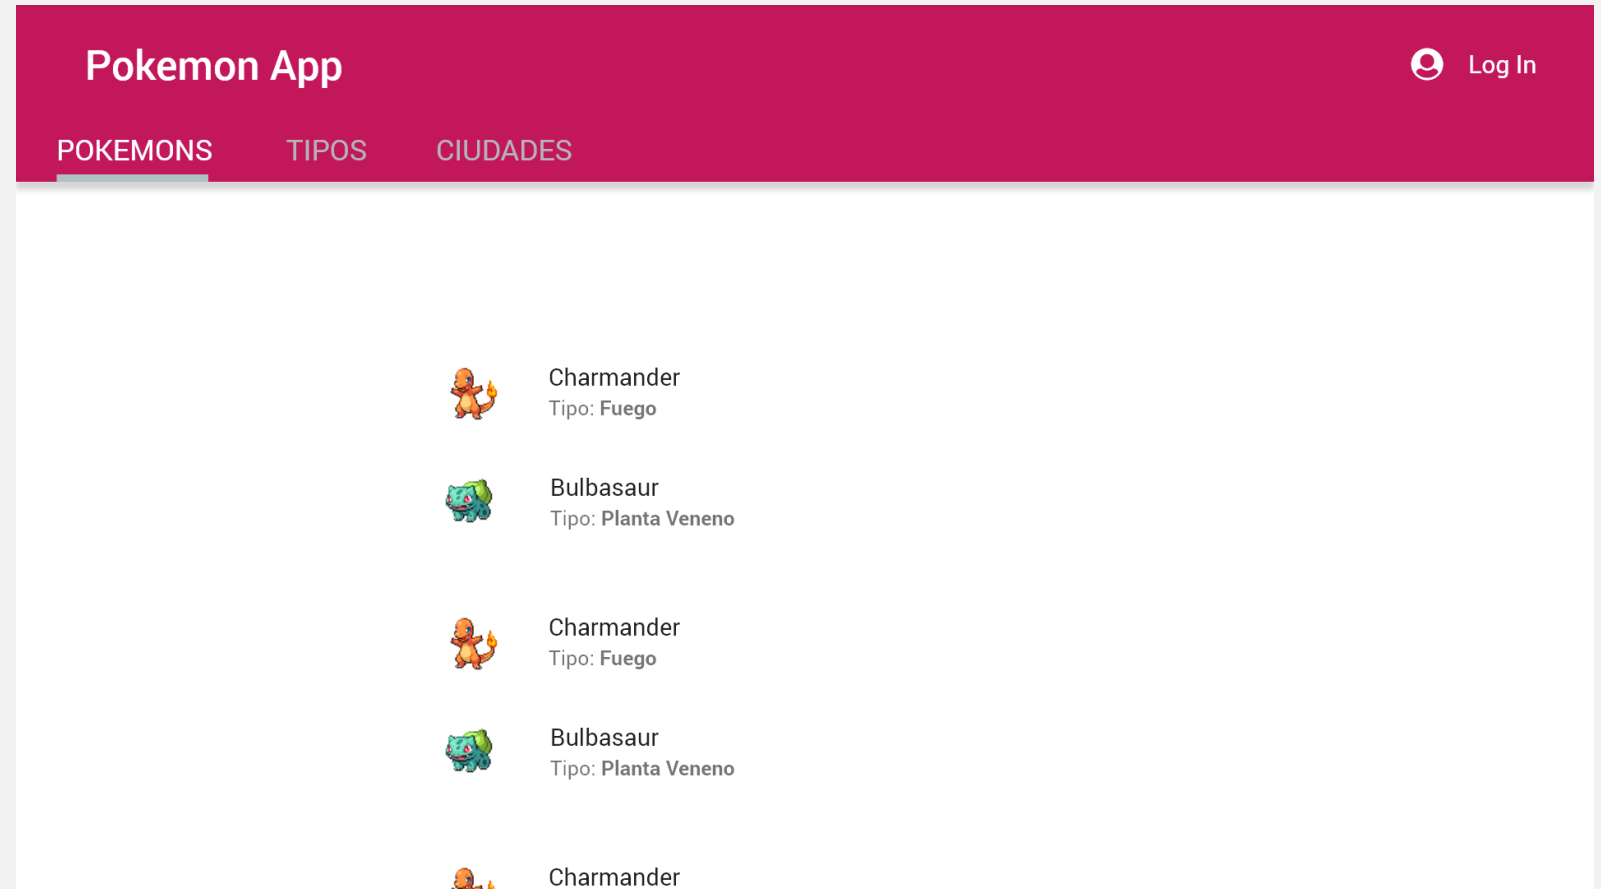 Pokemon App
Log In
POKEMONS TIPOS CIUDADES
Charmander
Tipo: Fuego
Bulbasaur
Tipo: Planta Veneno
Charmander
Tipo: Fuego
Bulbasaur
Tipo: Planta Veneno
Charmander